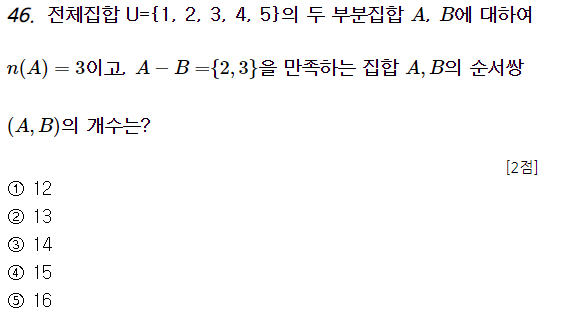 46. 전체집합 U={1, 2, 3, 4, 5}의 두 부분집합 A, B에 대하여
n(A) = 3이고, A − B ={2,3}을 만족하는 집합 A, B의 순서쌍
(A, B)의 개수는?
[2점]
① 12
② 13
③ 14
④ 15
⑤ 16